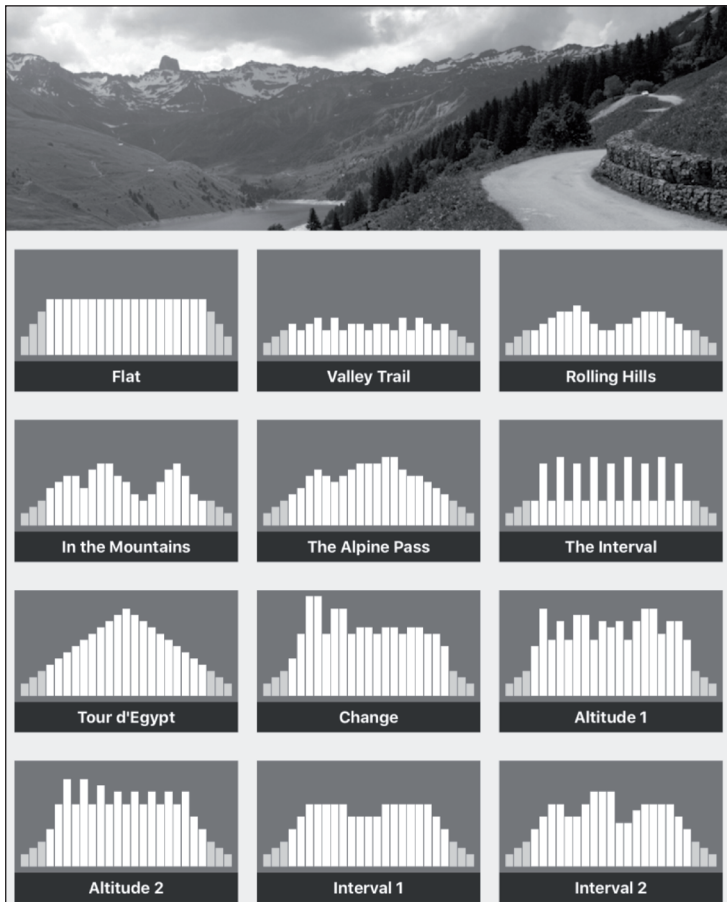 Flat
Valley Trail
Rolling Hills
In the Mountains
The Alpine Pass
The Interval
Tour d'Egypt
Change
Altitude 1
Altitude 2
Interval 1
Interval 2